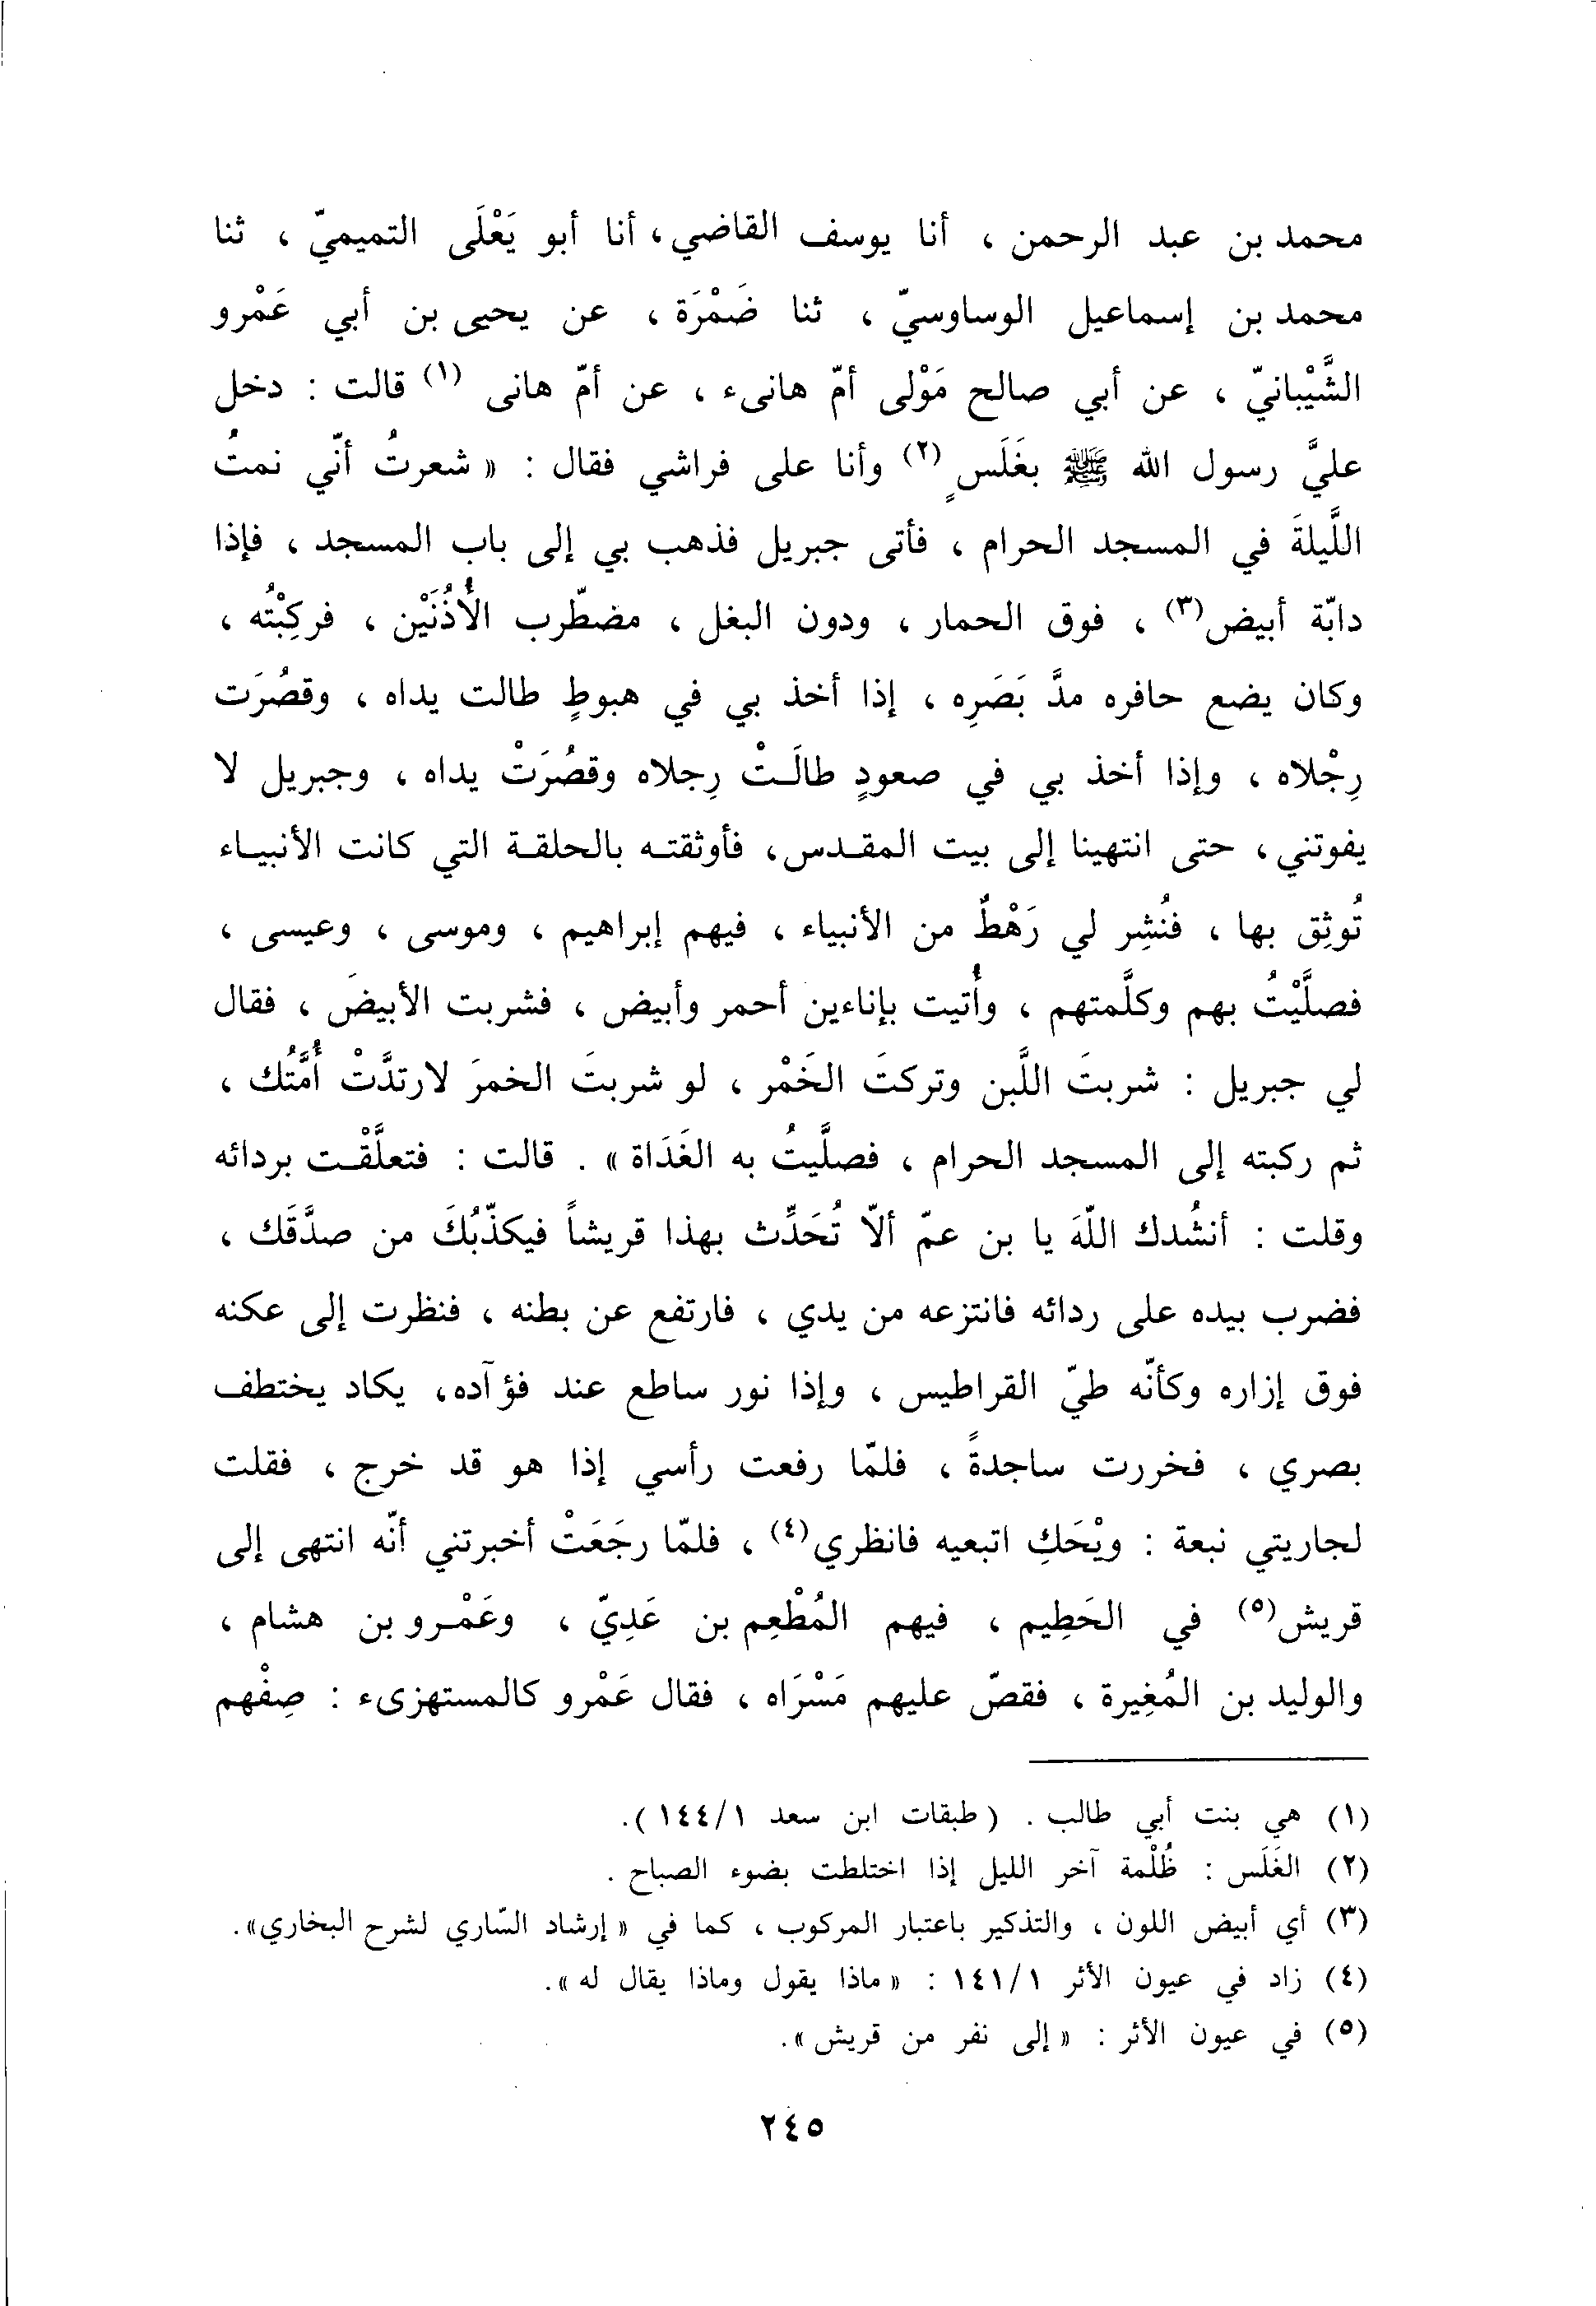 محمد بن عبد الرحمن ، أنا يوسف القاضي، أنا أبو يَعْلَى التميميّ ، ثنا
محمد بن إسماعيل الوساوسيّ ، ثنا ضَمْرَة ، عن يحيى بن أبي عَمْرو
الشَّيْبانيّ ، عن أبي صالح مَوْلى أمّ هانىء ، عن أمّ هانى (١) قالت : دخل
عليَّ رسول الله ﷺ بغَلَسٍ (٢) وأنا على فراشي فقال : « شعرتُ أنّي نمتُ
اللَّيلةَ في المسجد الحرام ، فأتى جبريل فذهب بي إلى باب المسجد ، فإذا
دابّة أبيض(٣) ، فوق الحمار ، ودون البغل ، مضطّرب الأُذُنَيْن ، فركِبْتُه ،
وكان يضع حافره مدَّ بَصَرِه ، إذا أخذ بي في هبوطٍ طالت يداه ، وقصُرَت
رِجْلاه ، وإذا أخذ بي في صعودٍ طالَـتْ رِجلاه وقصُرَتْ يداه ، وجبريل لا
يفوتني ، حتى انتهينا إلى بيت المقـدس، فأوثقتـه بالحلقـة التي كانت الأنبيـاء
تُوثِق بها ، فنُشِر لي رَهْطٌ من الأنبياء ، فيهم إبراهيم ، وموسى ، وعيسى ،
فصلَّيْتُ بهم وكلَّمتهم ، وأُتيت بإناءين أحمر وأبيض ، فشربت الأبيضَ ، فقال
لي جبريل : شربتَ اللَّبن وتركتَ الخَمْر ، لو شربتَ الخمرَ لارتدَّتْ أُمَّتُك ،
ثم ركبته إلى المسجد الحرام ، فصلَّيتُ به الغَدَاة » . قالت : فتعلَّقْـت بردائه
وقلت : أنشُدك اللّهَ يا بن عمّ ألاّ تُحَدِّث بهذا قريشاً فيكذّبُكَ من صدَّقَك ،
فضرب بيده على ردائه فانتزعه من يدي ، فارتفع عن بطنه ، فنظرت إلى عكنه
فوق إزاره وكأنّه طيّ القراطيس ، وإذا نور ساطع عند فؤآده، يكاد يختطف
بصري ، فخررت ساجدةً ، فلمّا رفعت رأسي إذا هو قد خرج ، فقلت
لجاريتي نبعة : ويْحَكِ اتبعيه فانظري(٤) ، فلمّا رجَعَتْ أخبرتني أنّه انتهى إلى
قريش(٥) في الحَطِيم ، فيهم المُطْعِم بن عَدِيّ ، وعَمْـرو بن هشام ،
والوليد بن المُغِيرة ، فقصّ عليهم مَسْرَاه ، فقال عَمْرو كالمستهزىء : صِفْهم
(١) هي بنت أبي طالب . ( طبقات ابن سعد ١/ ١٤٤ ).
(٢) الغَلَس : ظُلْمة آخر الليل إذا اختلطت بضوء الصباح .
(٣) أي أبيض اللون ، والتذكير باعتبار المركوب ، كما في « إرشاد السّاري لشرح البخاري».
(٤) زاد في عيون الأثر ١/ ١٤١ : « ماذا يقول وماذا يقال له ».
(٥) في عيون الأثر : « إلى نفر من قريش ».
٢٤٥